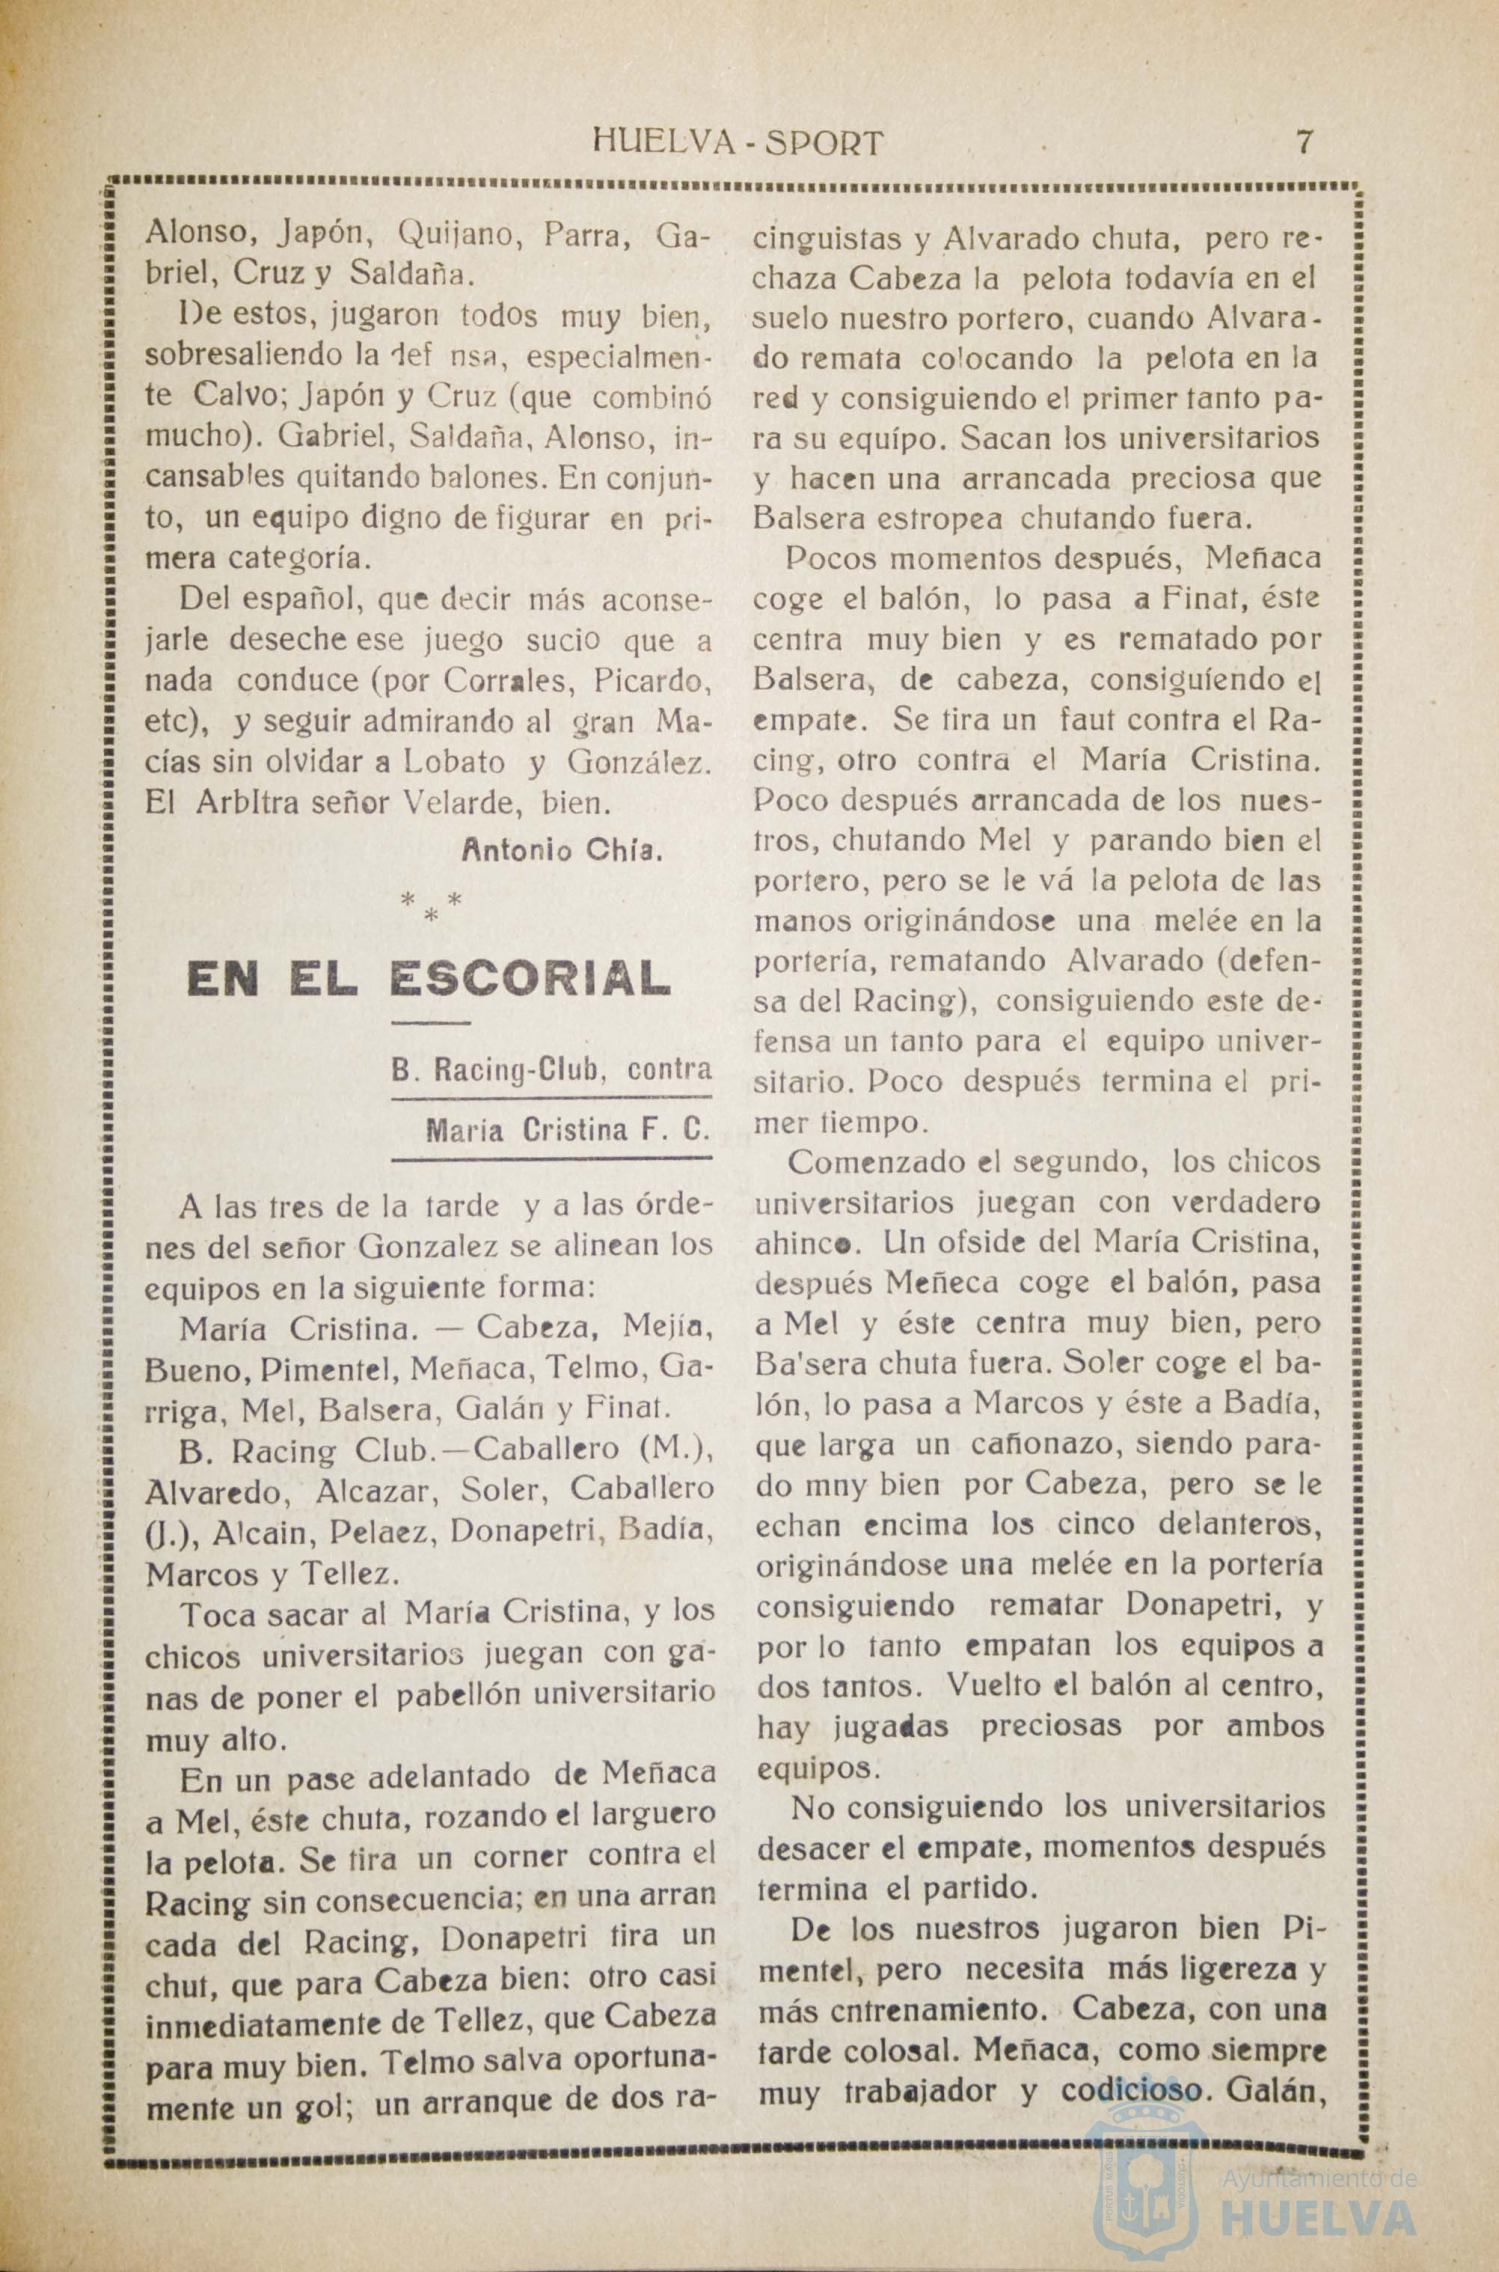 HUELVA - SPORT
7
Alonso, Japón, Quijano, Parra, Ga-
briel, Cruz y Saldaña.
De estos, jugaron todos muy bien,
sobresaliendo la def nsa, especialmen-
te Calvo; Japón y Cruz (que combinó
mucho). Gabriel, Saldaña, Alonso, in-
cansables quitando balones. En conjun-
to, un equipo digno de figurar en pri-
mera categoría.
Del español, que decir más aconse-
jarle deseche ese juego sucio que a
nada conduce (por Corrales, Picardo,
etc), y seguir admirando al gran Ma-
cías sin olvidar a Lobato y González.
El ArbItra señor Velarde, bien.
Antonio Chía.
* * *
EN EL ESCORIAL
B. Racing-Club, contra
María Cristina F. C.
A las tres de la tarde y a las órde-
nes del señor Gonzalez se alinean los
equipos en la siguiente forma:
María Cristina. — Cabeza, Mejía,
Bueno, Pimentel, Meñaca, Telmo, Ga-
rriga, Mel, Balsera, Galán y Finat.
B. Racing Club.—Caballero (M.),
Alvaredo, Alcazar, Soler, Caballero
(J.), Alcain, Pelaez, Donapetri, Badía,
Marcos y Tellez.
Toca sacar al María Cristina, y los
chicos universitarios juegan con ga-
nas de poner el pabellón universitario
muy alto.
En un pase adelantado de Meñaca
a Mel, éste chuta, rozando el larguero
la pelota. Se tira un corner contra el
Racing sin consecuencia; en una arran
cada del Racing, Donapetri tira un
chut, que para Cabeza bien: otro casi
inmediatamente de Tellez, que Cabeza
para muy bien. Telmo salva oportuna-
mente un gol; un arranque de dos ra-
cinguistas y Alvarado chuta, pero re-
chaza Cabeza la pelota todavía en el
suelo nuestro portero, cuando Alvara-
do remata colocando la pelota en la
red y consiguiendo el primer tanto pa-
ra su equípo. Sacan los universitarios
y hacen una arrancada preciosa que
Balsera estropea chutando fuera.
Pocos momentos después, Meñaca
coge el balón, lo pasa a Finat, éste
centra muy bien y es rematado por
Balsera, de cabeza, consiguíendo el
empate. Se tira un faut contra el Ra-
cing, otro contra el María Cristina.
Poco después arrancada de los nues-
tros, chutando Mel y parando bien el
portero, pero se le vá la pelota de las
manos originándose una melée en la
portería, rematando Alvarado (defen-
sa del Racing), consiguiendo este de-
fensa un tanto para el equipo univer-
sitario. Poco después termina el pri-
mer tiempo.
Comenzado el segundo, los chicos
universitarios juegan con verdadero
ahinco. Un ofside del María Cristina,
después Meñeca coge el balón, pasa
a Mel y éste centra muy bien, pero
Ba'sera chuta fuera. Soler coge el ba-
lón, lo pasa a Marcos y éste a Badía,
que larga un cañonazo, siendo para-
do mny bien por Cabeza, pero se le
echan encima los cinco delanteros,
originándose una melée en la portería
consiguiendo rematar Donapetri, y
por lo tanto empatan los equipos a
dos tantos. Vuelto el balón al centro,
hay jugadas preciosas por ambos
equipos.
No consiguiendo los universitarios
desacer el empate, momentos después
termina el partido.
De los nuestros jugaron bien Pi-
mentel, pero necesita más ligereza y
más cntrenamiento. Cabeza, con una
tarde colosal. Meñaca, como siempre
muy trabajador y codicioso. Galán,
Ayuntamiento de
HUELVA